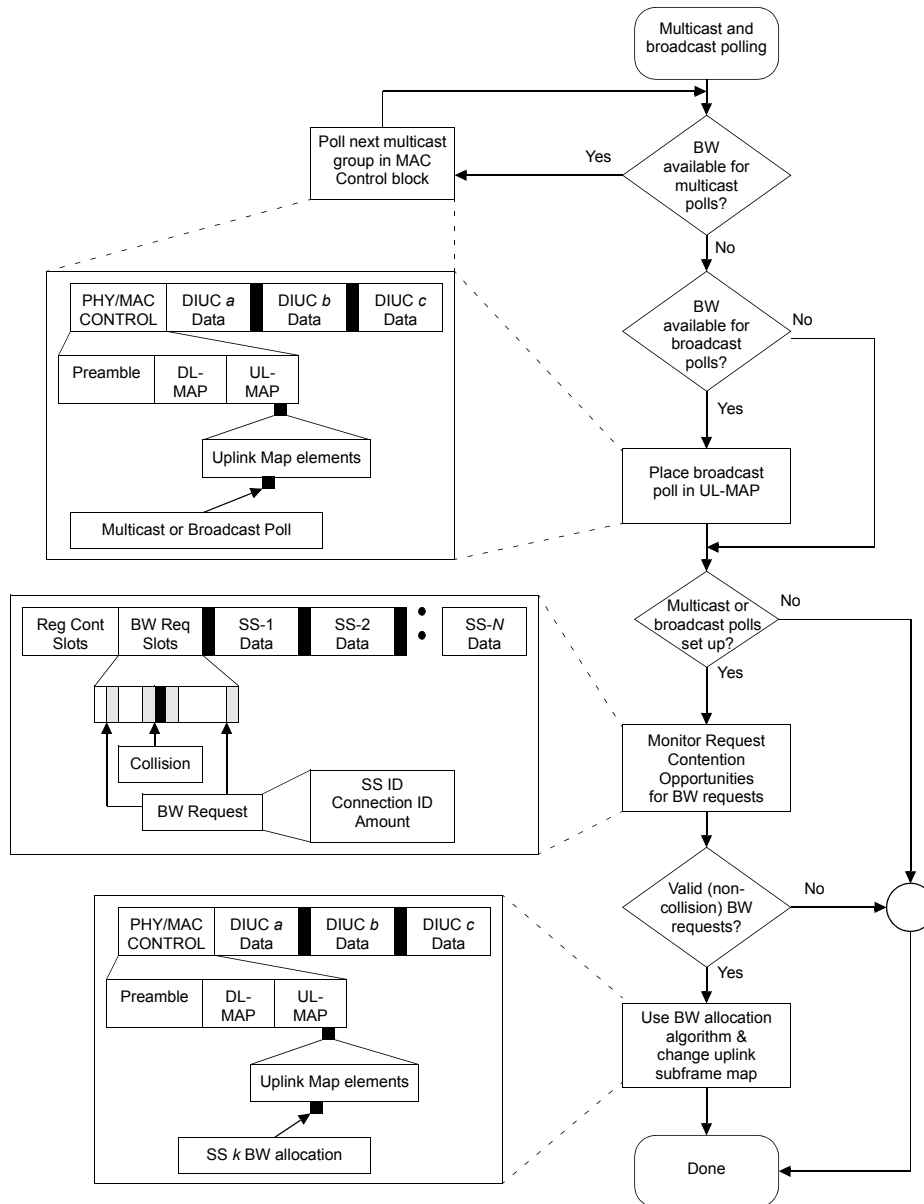 Multicast and
broadcast polling
Poll next multicast
group in MAC
Control block
Yes
BW
available for
multicast
polls?
No
BW
available for
broadcast
polls?
No
Yes
Place broadcast
poll in UL-MAP
PHY/MAC
CONTROL
DIUC a
Data
DIUC b
Data
DIUC c
Data
Preamble
DL-
MAP
UL-
MAP
Uplink Map elements
Multicast or Broadcast Poll
Multicast or
broadcast polls
set up?
No
Yes
Reg Cont
Slots
BW Req
Slots
SS-1
Data
SS-2
Data
SS-N
Data
Collision
BW Request
SS ID
Connection ID
Amount
Monitor Request
Contention
Opportunities
for BW requests
Valid (non-
collision) BW
requests?
No
Yes
PHY/MAC
CONTROL
DIUC a
Data
DIUC b
Data
DIUC c
Data
Preamble
DL-
MAP
UL-
MAP
Uplink Map elements
SS k BW allocation
Use BW allocation
algorithm &
change uplink
subframe map
Done